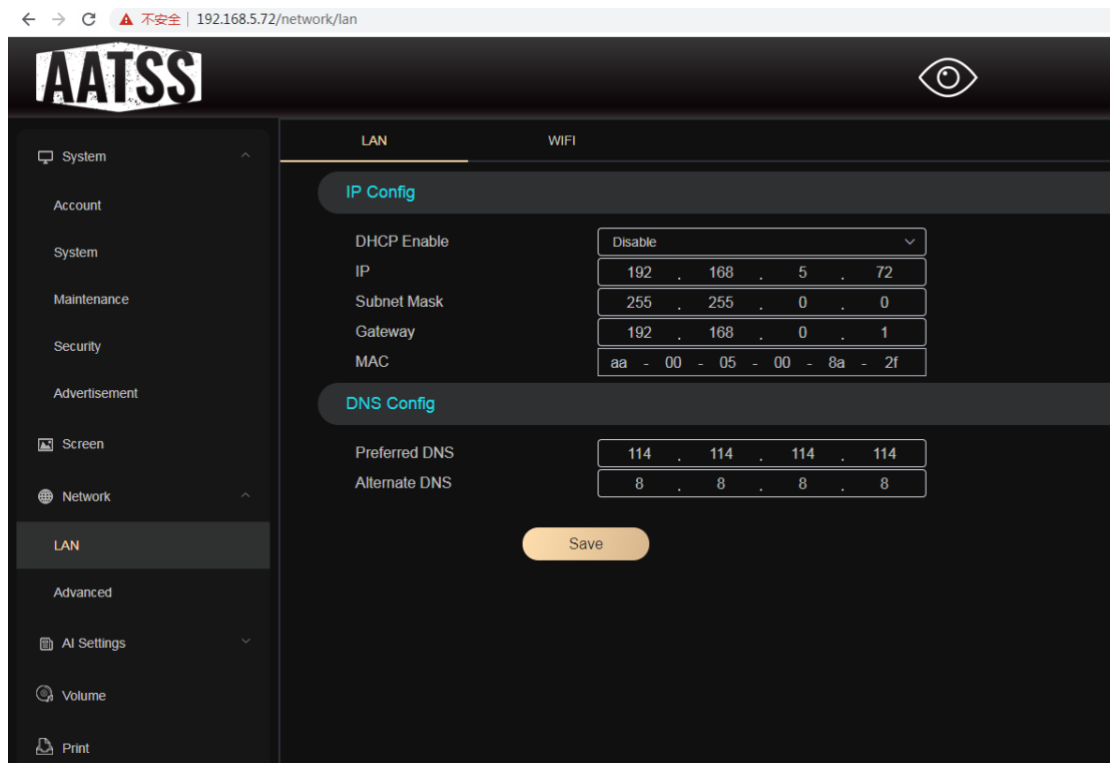 不安全 | 192.168.5.72/network/lan
AATSS
System
Account
System
Maintenance
Security
Advertisement
Screen
Network
LAN
Advanced
AI Settings
Volume
Print
LAN WIFI
IP Config
DHCP Enable Disable
IP 192 . 168 . 5 . 72
Subnet Mask 255 . 255 . 0 . 0
Gateway 192 . 168 . 0 . 1
MAC aa - 00 - 05 - 00 - 8a - 2f
DNS Config
Preferred DNS 114 . 114 . 114 . 114
Alternate DNS 8 . 8 . 8 . 8
Save